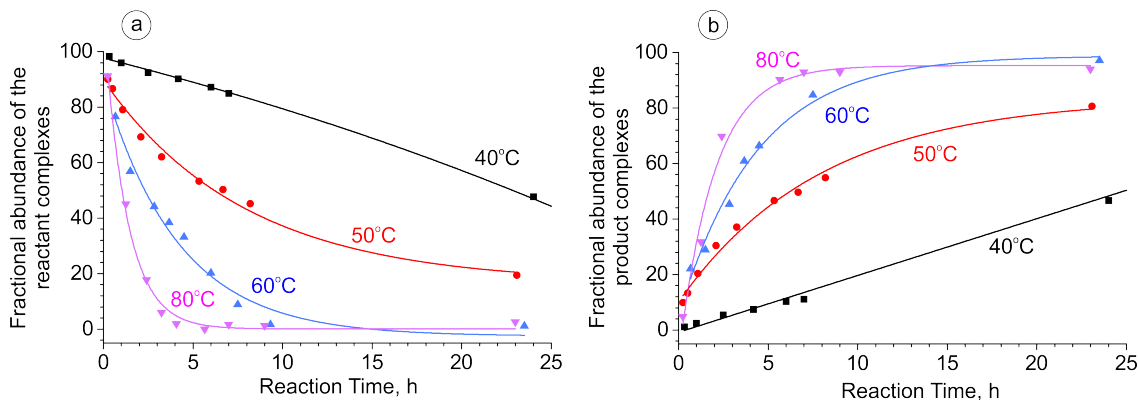 a
100
80
60
40
20
0
0
5
10
15
20
25
40°C
50°C
60°C
80°C
Fractional abundance of the
reactant complexes
Reaction Time, h
b
100
80
60
40
20
0
0
5
10
15
20
25
80°C
60°C
50°C
40°C
Fractional abundance of the
product complexes
Reaction Time, h